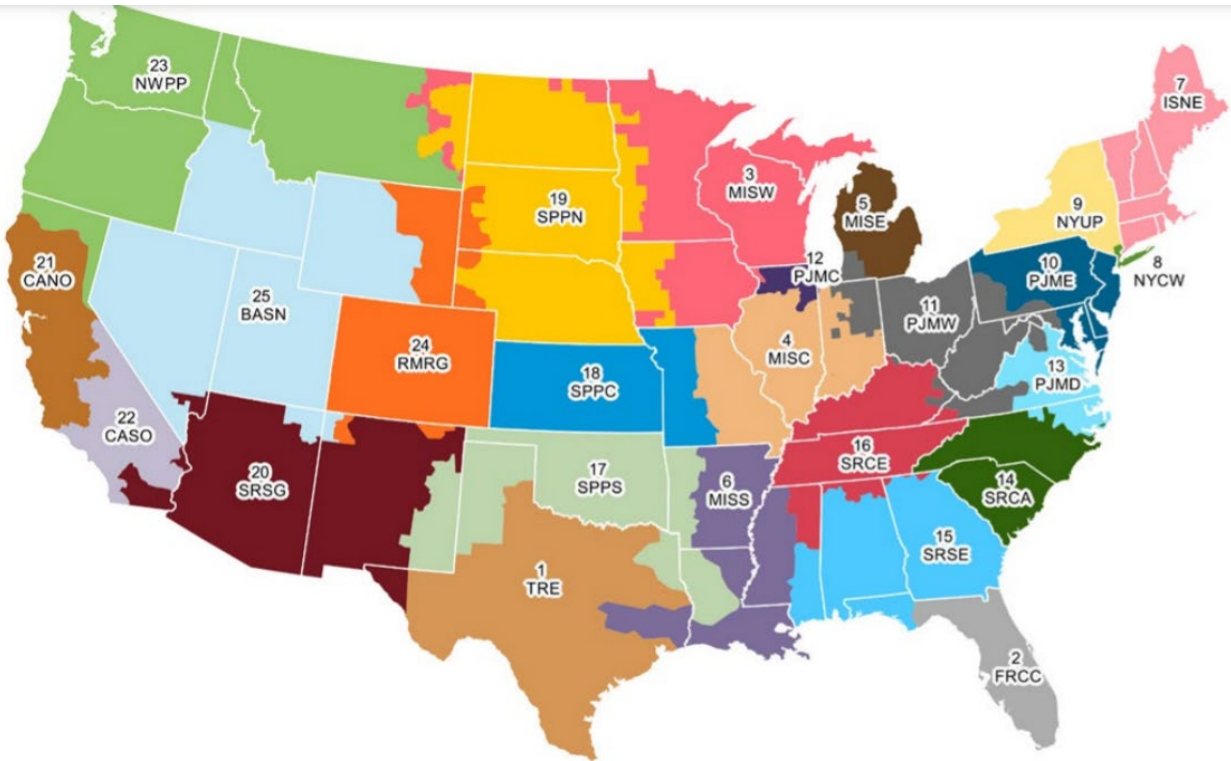 23
NWPP
7
ISNE
3
MISW
19
SPPN
5
MISE
9
NYUP
21
CANO
12
PJMC
10
PJME
8
NYCW
25
BASN
11
PJMW
24
RMRG
4
MISC
18
SPPC
13
PJMD
22
CASO
16
SRCE
20
SRSG
17
SPPS
6
MISS
14
SRCA
15
SRSE
1
TRE
2
FRCC